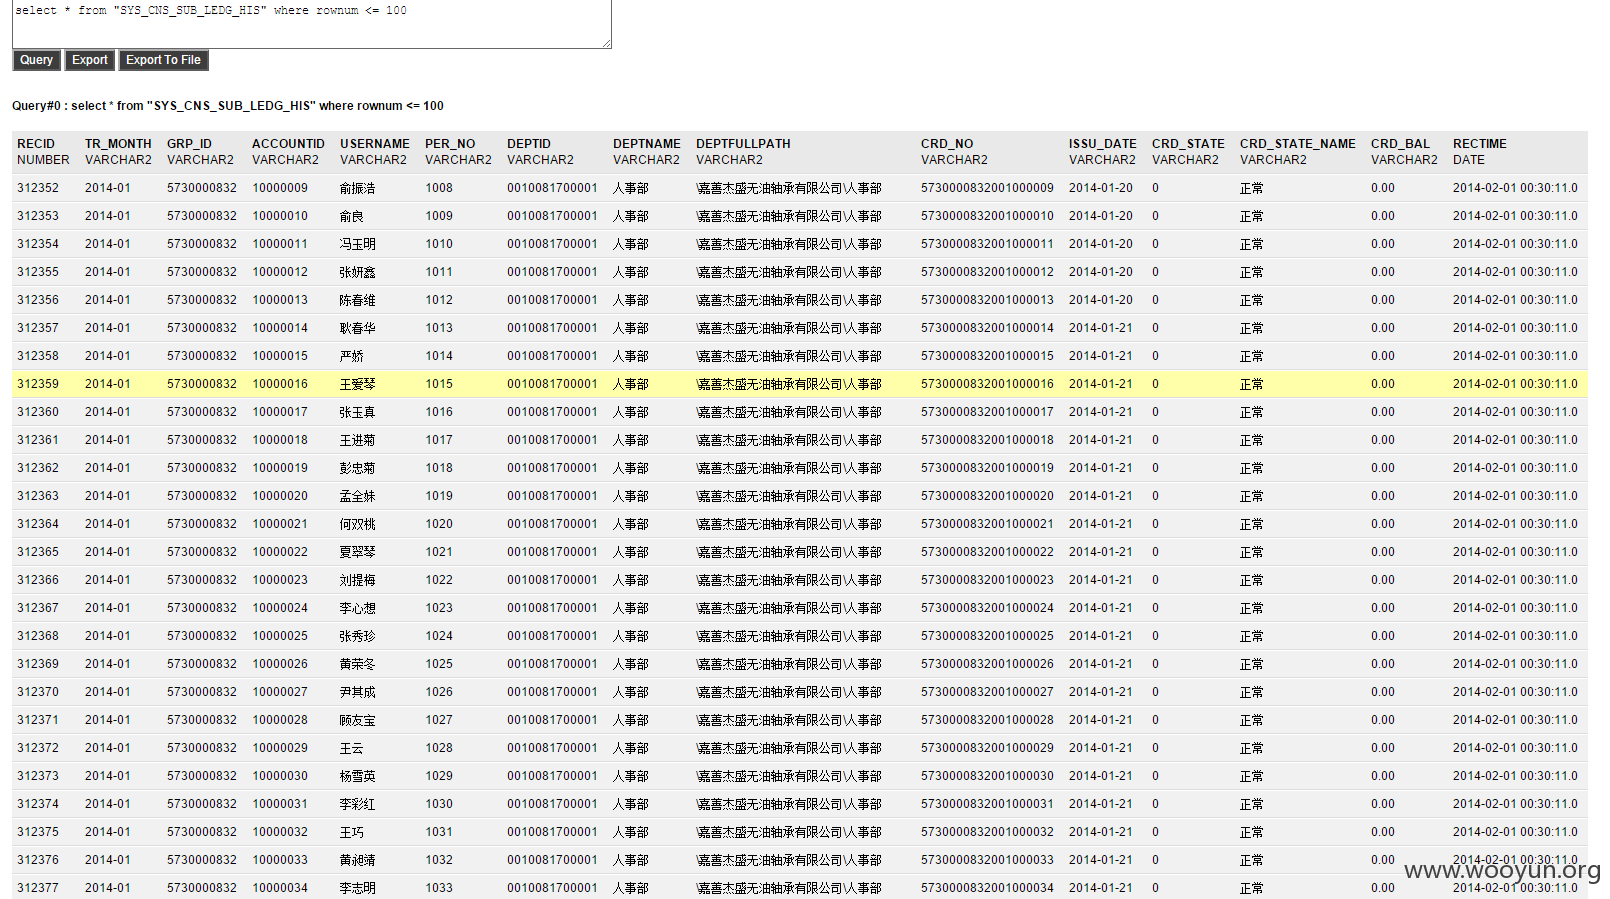 select * from "SYS_CNS_SUB_LEDG_HIS" where rownum <= 100
Query Export Export To File
Query#0 : select * from "SYS_CNS_SUB_LEDG_HIS" where rownum <= 100
RECID TR_MONTH GRP_ID ACCOUNTID USERNAME PER_NO DEPTID DEPTNAME DEPTFULLPATH CRD_NO ISSU_DATE CRD_STATE CRD_STATE_NAME CRD_BAL RECTIME
NUMBER VARCHAR2 VARCHAR2 VARCHAR2 VARCHAR2 VARCHAR2 VARCHAR2 VARCHAR2 VARCHAR2 VARCHAR2 VARCHAR2 VARCHAR2 VARCHAR2 VARCHAR2 DATE
312352 2014-01 5730000832 10000009 俞振浩 1008 0010081700001 人事部 \嘉善杰盛无油轴承有限公司\人事部 5730000832001000009 2014-01-20 0 正常 0.00 2014-02-01 00:30:11.0
312353 2014-01 5730000832 10000010 俞良 1009 0010081700001 人事部 \嘉善杰盛无油轴承有限公司\人事部 5730000832001000010 2014-01-20 0 正常 0.00 2014-02-01 00:30:11.0
312354 2014-01 5730000832 10000011 冯玉明 1010 0010081700001 人事部 \嘉善杰盛无油轴承有限公司\人事部 5730000832001000011 2014-01-20 0 正常 0.00 2014-02-01 00:30:11.0
312355 2014-01 5730000832 10000012 张妍鑫 1011 0010081700001 人事部 \嘉善杰盛无油轴承有限公司\人事部 5730000832001000012 2014-01-20 0 正常 0.00 2014-02-01 00:30:11.0
312356 2014-01 5730000832 10000013 陈春维 1012 0010081700001 人事部 \嘉善杰盛无油轴承有限公司\人事部 5730000832001000013 2014-01-20 0 正常 0.00 2014-02-01 00:30:11.0
312357 2014-01 5730000832 10000014 耿春华 1013 0010081700001 人事部 \嘉善杰盛无油轴承有限公司\人事部 5730000832001000014 2014-01-21 0 正常 0.00 2014-02-01 00:30:11.0
312358 2014-01 5730000832 10000015 严娇 1014 0010081700001 人事部 \嘉善杰盛无油轴承有限公司\人事部 5730000832001000015 2014-01-21 0 正常 0.00 2014-02-01 00:30:11.0
312359 2014-01 5730000832 10000016 王爱琴 1015 0010081700001 人事部 \嘉善杰盛无油轴承有限公司\人事部 5730000832001000016 2014-01-21 0 正常 0.00 2014-02-01 00:30:11.0
312360 2014-01 5730000832 10000017 张玉真 1016 0010081700001 人事部 \嘉善杰盛无油轴承有限公司\人事部 5730000832001000017 2014-01-21 0 正常 0.00 2014-02-01 00:30:11.0
312361 2014-01 5730000832 10000018 王进菊 1017 0010081700001 人事部 \嘉善杰盛无油轴承有限公司\人事部 5730000832001000018 2014-01-21 0 正常 0.00 2014-02-01 00:30:11.0
312362 2014-01 5730000832 10000019 彭忠菊 1018 0010081700001 人事部 \嘉善杰盛无油轴承有限公司\人事部 5730000832001000019 2014-01-21 0 正常 0.00 2014-02-01 00:30:11.0
312363 2014-01 5730000832 10000020 孟全妹 1019 0010081700001 人事部 \嘉善杰盛无油轴承有限公司\人事部 5730000832001000020 2014-01-21 0 正常 0.00 2014-02-01 00:30:11.0
312364 2014-01 5730000832 10000021 何双桃 1020 0010081700001 人事部 \嘉善杰盛无油轴承有限公司\人事部 5730000832001000021 2014-01-21 0 正常 0.00 2014-02-01 00:30:11.0
312365 2014-01 5730000832 10000022 夏翠琴 1021 0010081700001 人事部 \嘉善杰盛无油轴承有限公司\人事部 5730000832001000022 2014-01-21 0 正常 0.00 2014-02-01 00:30:11.0
312366 2014-01 5730000832 10000023 刘提梅 1022 0010081700001 人事部 \嘉善杰盛无油轴承有限公司\人事部 5730000832001000023 2014-01-21 0 正常 0.00 2014-02-01 00:30:11.0
312367 2014-01 5730000832 10000024 李心想 1023 0010081700001 人事部 \嘉善杰盛无油轴承有限公司\人事部 5730000832001000024 2014-01-21 0 正常 0.00 2014-02-01 00:30:11.0
312368 2014-01 5730000832 10000025 张秀珍 1024 0010081700001 人事部 \嘉善杰盛无油轴承有限公司\人事部 5730000832001000025 2014-01-21 0 正常 0.00 2014-02-01 00:30:11.0
312369 2014-01 5730000832 10000026 黄荣冬 1025 0010081700001 人事部 \嘉善杰盛无油轴承有限公司\人事部 5730000832001000026 2014-01-21 0 正常 0.00 2014-02-01 00:30:11.0
312370 2014-01 5730000832 10000027 尹其成 1026 0010081700001 人事部 \嘉善杰盛无油轴承有限公司\人事部 5730000832001000027 2014-01-21 0 正常 0.00 2014-02-01 00:30:11.0
312371 2014-01 5730000832 10000028 顾友宝 1027 0010081700001 人事部 \嘉善杰盛无油轴承有限公司\人事部 5730000832001000028 2014-01-21 0 正常 0.00 2014-02-01 00:30:11.0
312372 2014-01 5730000832 10000029 王云 1028 0010081700001 人事部 \嘉善杰盛无油轴承有限公司\人事部 5730000832001000029 2014-01-21 0 正常 0.00 2014-02-01 00:30:11.0
312373 2014-01 5730000832 10000030 杨雪英 1029 0010081700001 人事部 \嘉善杰盛无油轴承有限公司\人事部 5730000832001000030 2014-01-21 0 正常 0.00 2014-02-01 00:30:11.0
312374 2014-01 5730000832 10000031 李彩红 1030 0010081700001 人事部 \嘉善杰盛无油轴承有限公司\人事部 5730000832001000031 2014-01-21 0 正常 0.00 2014-02-01 00:30:11.0
312375 2014-01 5730000832 10000032 王巧 1031 0010081700001 人事部 \嘉善杰盛无油轴承有限公司\人事部 5730000832001000032 2014-01-21 0 正常 0.00 2014-02-01 00:30:11.0
312376 2014-01 5730000832 10000033 黄昶靖 1032 0010081700001 人事部 \嘉善杰盛无油轴承有限公司\人事部 5730000832001000033 2014-01-21 0 正常 0.00 2014-02-01 00:30:11.0
www.wooyun.org
312377 2014-01 5730000832 10000034 李志明 1033 0010081700001 人事部 \嘉善杰盛无油轴承有限公司\人事部 5730000832001000034 2014-01-21 0 正常 0.00 2014-02-01 00:30:11.0